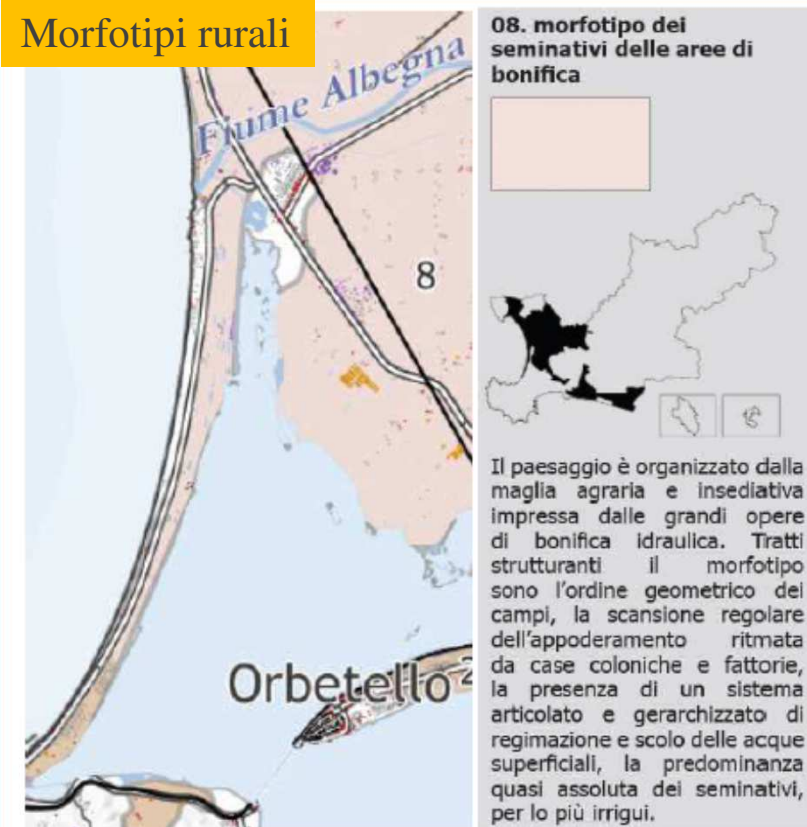 Morfotipi rurali
Fiume Albegna
8
Orbetello
2
08. morfotipo dei
seminativi delle aree di
bonifica
Il paesaggio è organizzato dalla
maglia agraria e insediativa
impressa dalle grandi opere
di bonifica idraulica. Tratti
strutturanti il morfotipo
sono l'ordine geometrico dei
campi, la scansione regolare
dell'appoderamento ritmata
da case coloniche e fattorie,
la presenza di un sistema
articolato e gerarchizzato di
regimazione e scolo delle acque
superficiali, la predominanza
quasi assoluta dei seminativi,
per lo più irrigui.